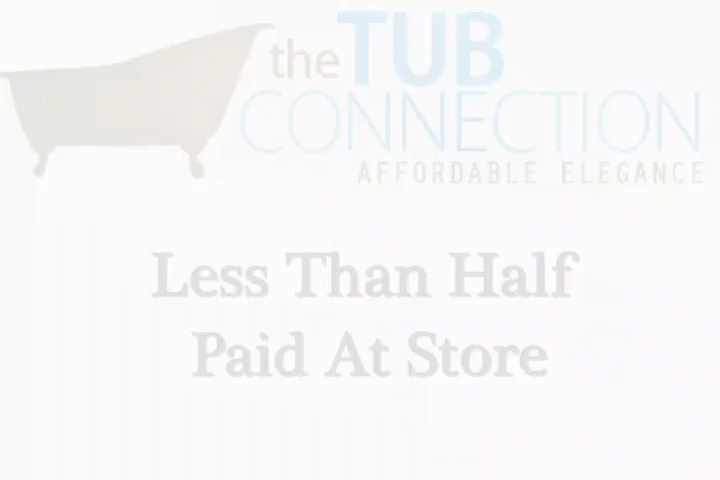 the TUB
CONNECTION
AFFORDABLE ELEGANCE
Less Than Half
Paid At Store